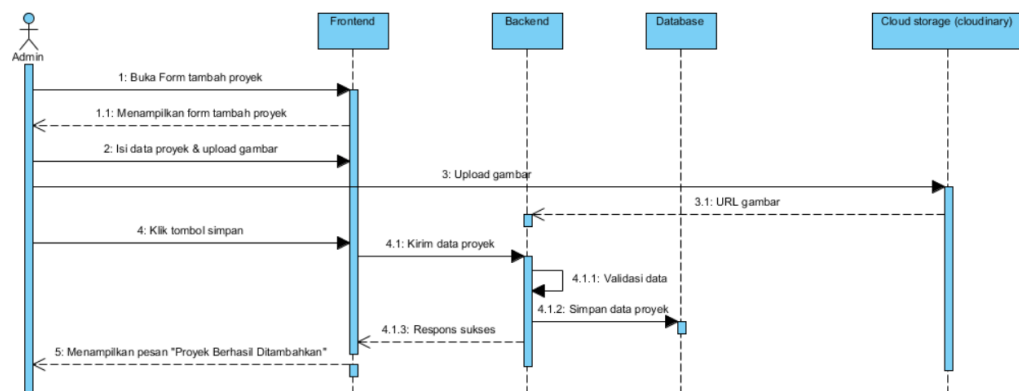 Frontend
Backend
Database
Cloud storage (cloudinary)
Admin
1: Buka Form tambah proyek
1.1: Menampilkan form tambah proyek
2: Isi data proyek & upload gambar
3: Upload gambar
3.1: URL gambar
4: Klik tombol simpan
4.1: Kirim data proyek
4.1.1: Validasi data
4.1.2: Simpan data proyek
4.1.3: Respons sukses
5: Menampilkan pesan "Proyek Berhasil Ditambahkan"